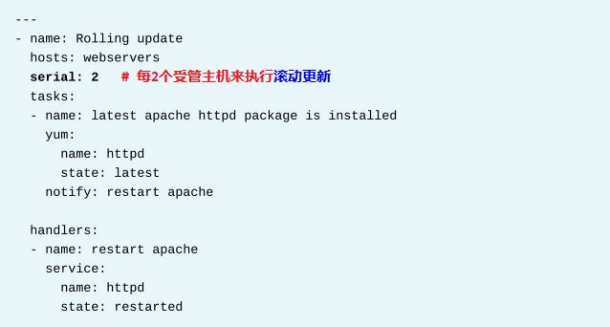 ---
- name: Rolling update
  hosts: webservers
  serial: 2   # 每2个受管主机来执行滚动更新
  tasks:
  - name: latest apache httpd package is installed
    yum:
      name: httpd
      state: latest
    notify: restart apache

  handlers:
  - name: restart apache
    service:
      name: httpd
      state: restarted